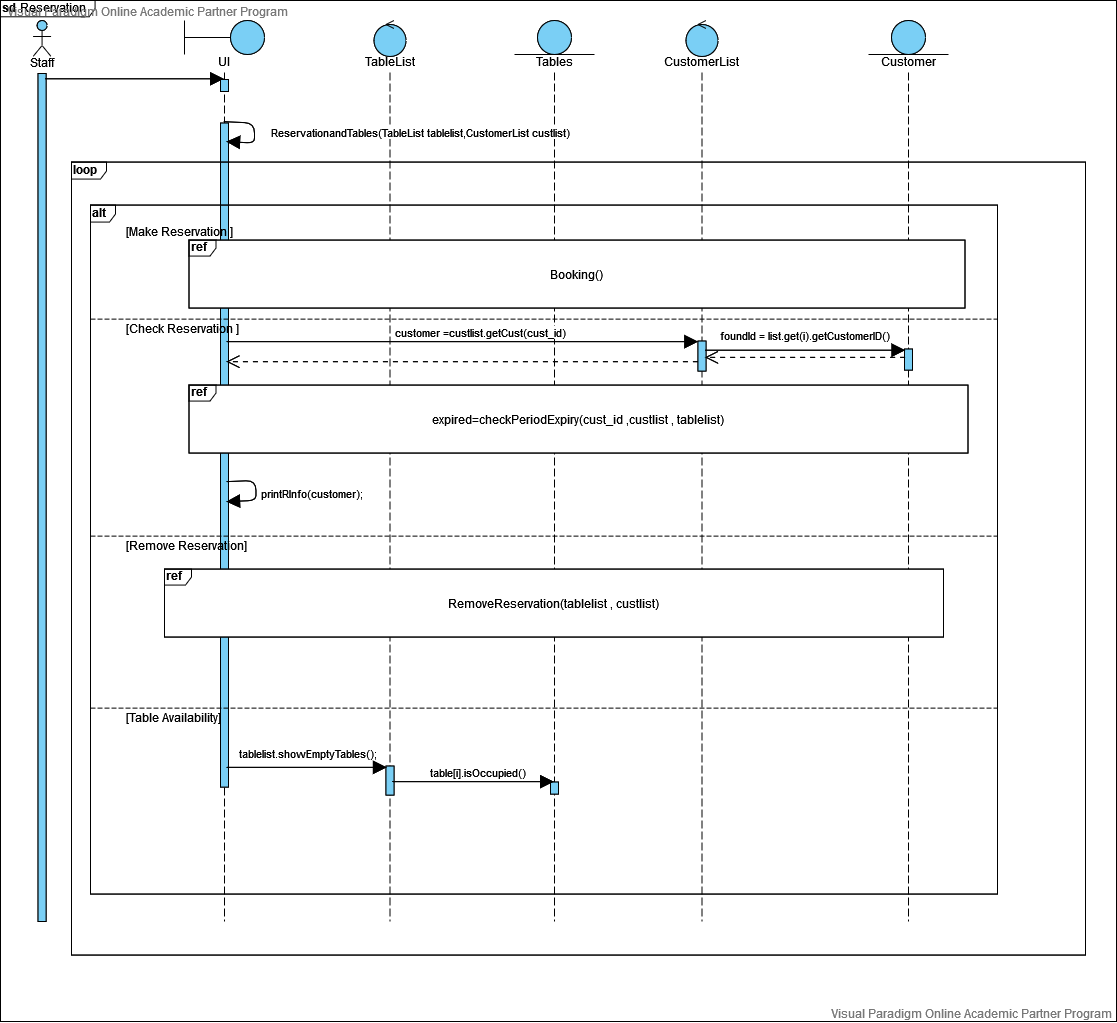 sd Reservation
Visual Paradigm Online Academic Partner Program
Staff
UI
TableList
Tables
CustomerList
Customer
ReservationandTables(TableList tablelist,CustomerList custlist)
loop
alt
[Make Reservation ]
ref
Booking()
[Check Reservation ]
customer =custlist.getCust(cust_id)
foundId = list.get(i).getCustomerID()
ref
expired=checkPeriodExpiry(cust_id ,custlist , tablelist)
printRInfo(customer);
[Remove Reservation]
ref
RemoveReservation(tablelist , custlist)
[Table Availability]
tablelist.showEmptyTables();
table[i].isOccupied()
Visual Paradigm Online Academic Partner Program